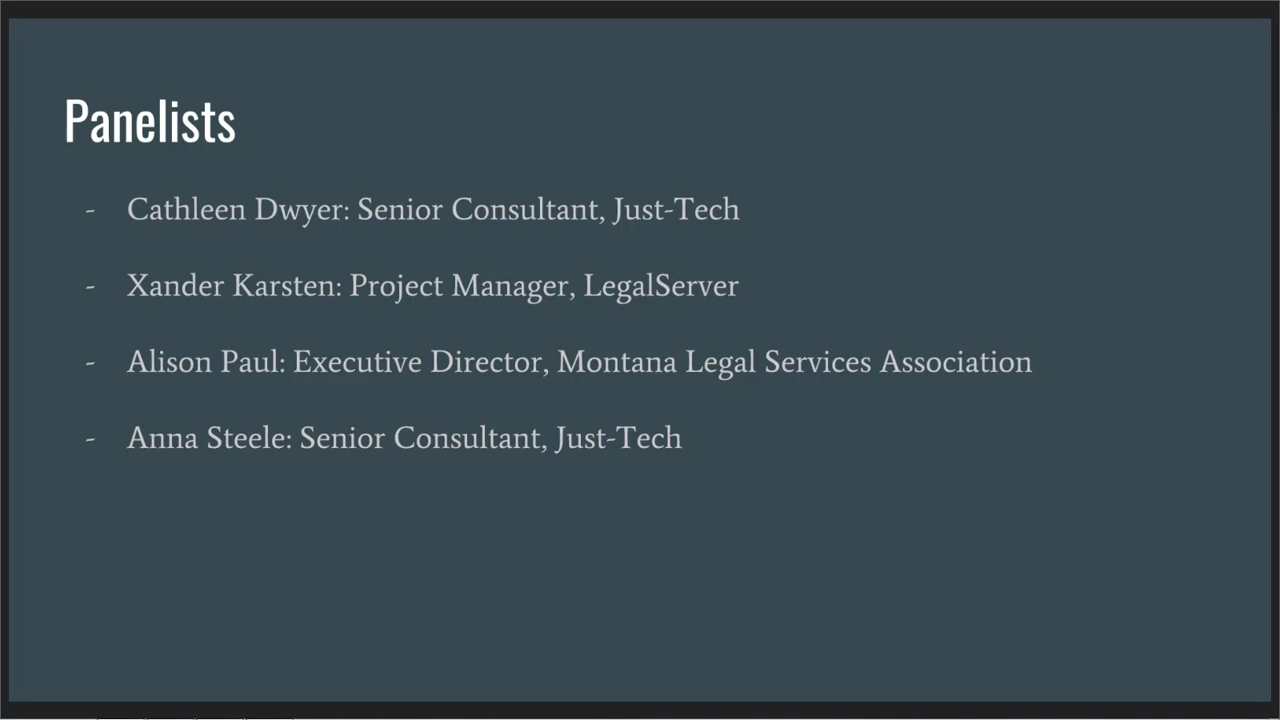 Panelists
- Cathleen Dwyer: Senior Consultant, Just-Tech
- Xander Karsten: Project Manager, LegalServer
- Alison Paul: Executive Director, Montana Legal Services Association
- Anna Steele: Senior Consultant, Just-Tech